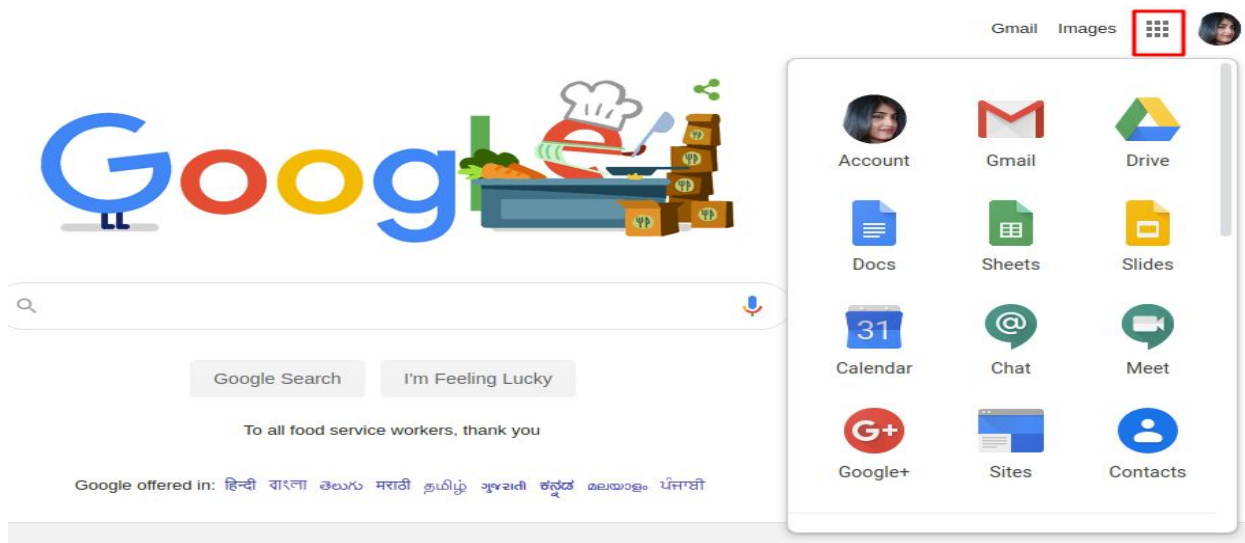 Gmail Images
Google
Google Search I'm Feeling Lucky
To all food service workers, thank you
Google offered in: हिन्दी বাংলা తెలుగు मराठी தமிழ் ગુજરાતી ಕನ್ನಡ മലയാളം ਪੰਜਾਬੀ
Account Gmail Drive
Docs Sheets Slides
31
Calendar Chat Meet
G+
Google+ Sites Contacts